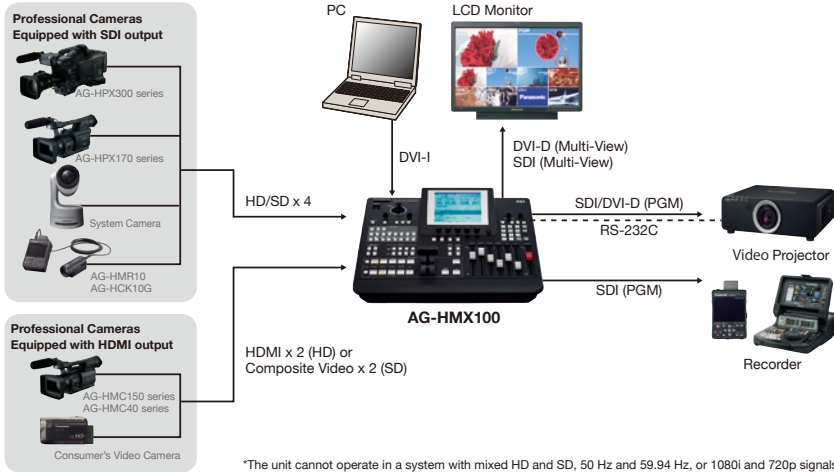 Professional Cameras
Equipped with SDI output
AG-HPX300 series
AG-HPX170 series
System Camera
AG-HMR10
AG-HCK10G
Professional Cameras
Equipped with HDMI output
AG-HMC150 series
AG-HMC40 series
Consumer's Video Camera
PC
LCD Monitor
DVI-I
DVI-D (Multi-View)
SDI (Multi-View)
HD/SD x 4
HDMI x 2 (HD) or
Composite Video x 2 (SD)
AG-HMX100
SDI/DVI-D (PGM)
RS-232C
SDI (PGM)
Video Projector
Recorder
Panasonic
*The unit cannot operate in a system with mixed HD and SD, 50 Hz and 59.94 Hz, or 1080i and 720p signals